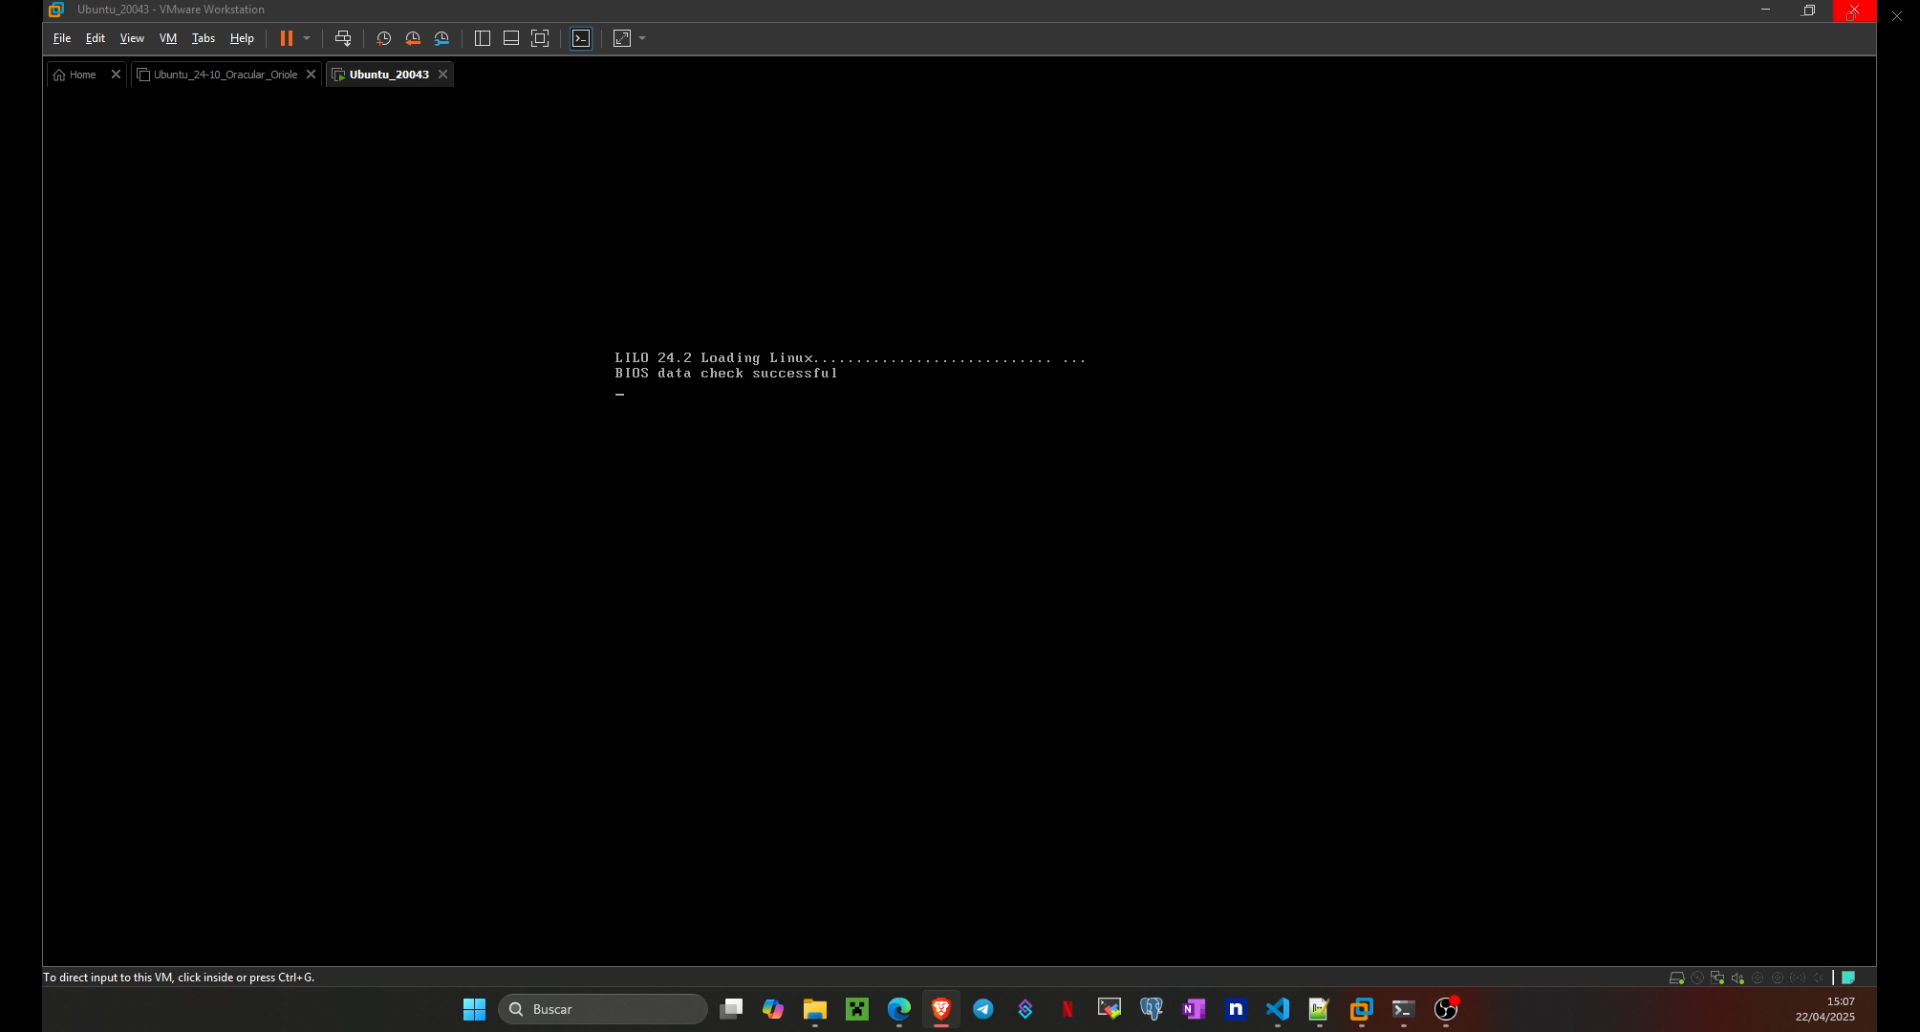 Ubuntu_20043 - VMware Workstation
File Edit View VM Tabs Help
Home Ubuntu_24-10_Oracular_Oriole Ubuntu_20043
LILO 24.2 Loading Linux............................ ...
BIOS data check successful
To direct input to this VM, click inside or press Ctrl+G.
Buscar
15:07
22/04/2025